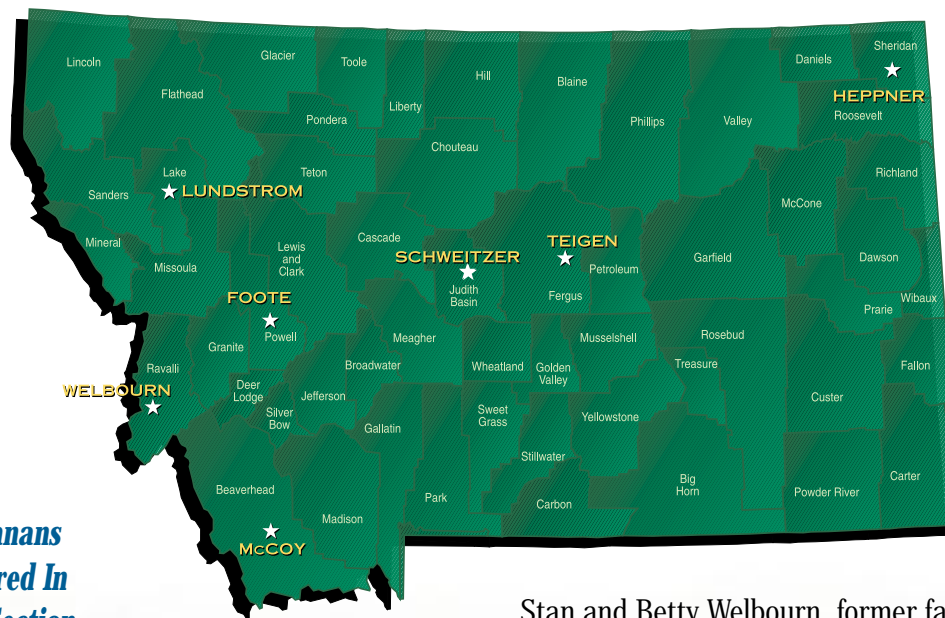 Lincoln
Glacier
Toole
Hill
Blaine
Daniels
Sheridan
Flathead
Liberty
Pondera
Phillips
Valley
HEPPNER
Roosevelt
Chouteau
Lake
Teton
Richland
LUNDSTROM
Sanders
McCone
Mineral
Missoula
Lewis
and
Clark
Cascade
SCHWEITZER
TEIGEN
Garfield
Dawson
Petroleum
Judith
Basin
Fergus
FOOTE
Wibaux
Prarie
Powell
Granite
Meagher
Musselshell
Rosebud
Ravalli
Broadwater
Wheatland
Golden
Valley
Treasure
Fallon
WELBOURN
Deer
Lodge
Jefferson
Silver
Bow
Custer
Sweet
Grass
Yellowstone
Gallatin
Stillwater
Beaverhead
Park
Carbon
Big
Horn
Powder River
Carter
Madison
McCOY
nans
red In
Stan and Betty Welbourn, former fa